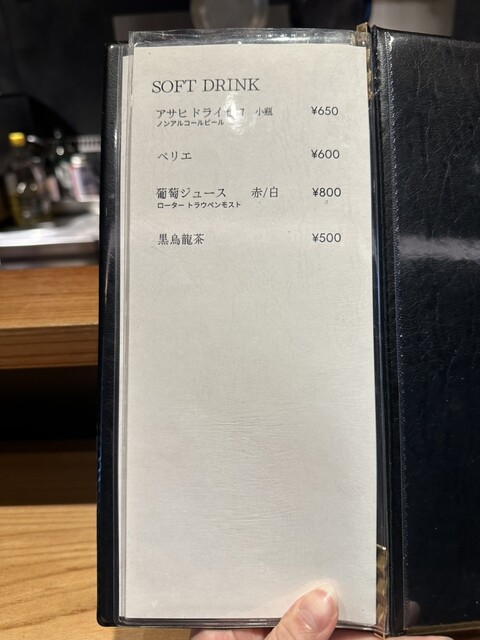 SOFT DRINK
アサヒ ドライゼロ 小瓶 ¥650
ノンアルコールビール
ペリエ ¥600
葡萄ジュース 赤/白 ¥800
ローター トラウベンモスト
黒烏龍茶 ¥500